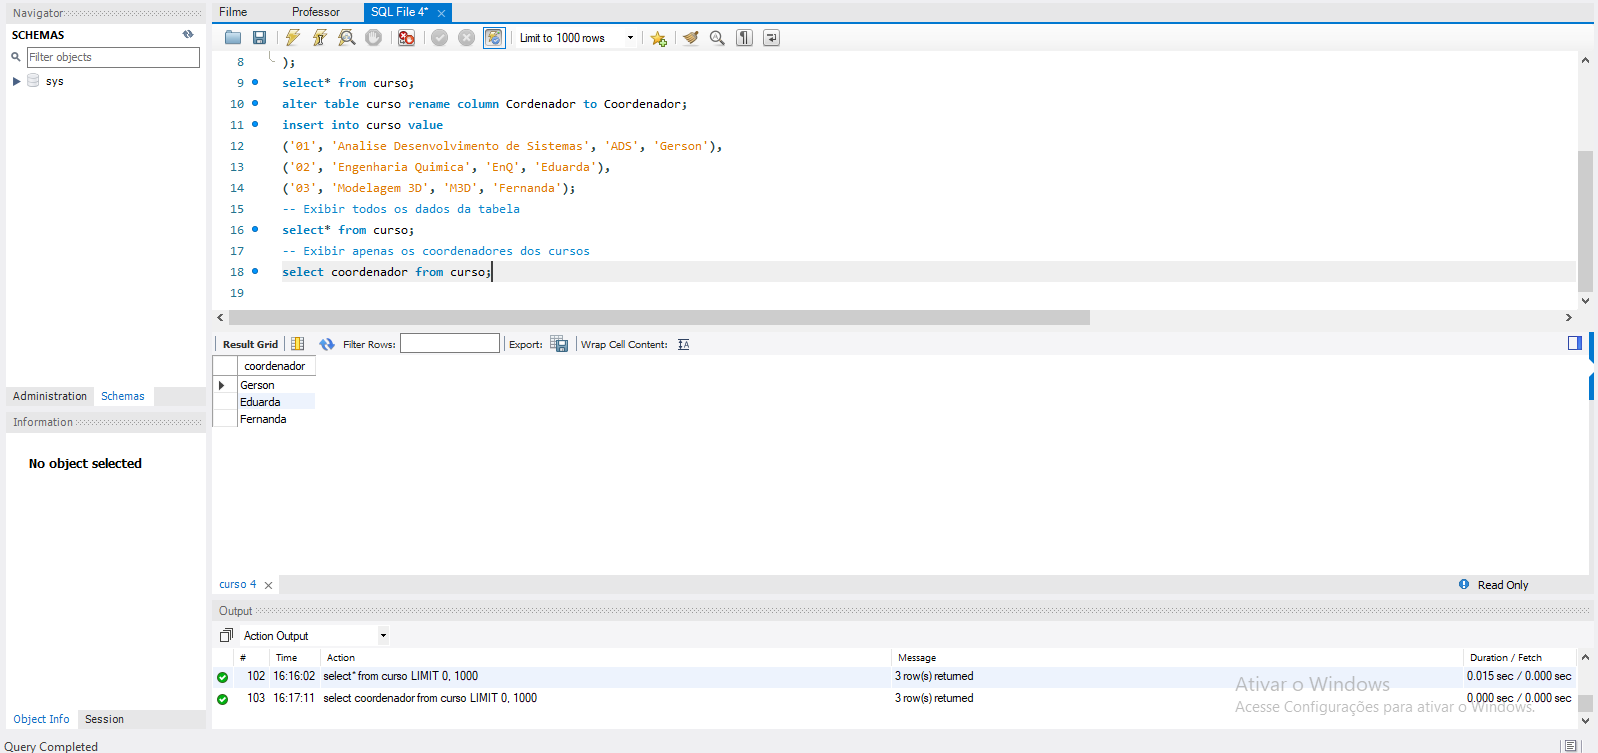 Navigator
SCHEMAS
Filter objects
sys
Administration Schemas
Information
No object selected
Object Info Session
Query Completed
Filme Professor SQL File 4* ×
Limit to 1000 rows
8 );
9 select* from curso;
10 alter table curso rename column Cordenador to Coordenador;
11 insert into curso value
12 ('01', 'Analise Desenvolvimento de Sistemas', 'ADS', 'Gerson'),
13 ('02', 'Engenharia Quimica', 'EnQ', 'Eduarda'),
14 ('03', 'Modelagem 3D', 'M3D', 'Fernanda');
15 -- Exibir todos os dados da tabela
16 select* from curso;
17 -- Exibir apenas os coordenadores dos cursos
18 select coordenador from curso;
19
Result Grid Filter Rows: Export: Wrap Cell Content:
coordenador
Gerson
Eduarda
Fernanda
curso 4 × Read Only
Output
Action Output
# Time Action Message Duration / Fetch
102 16:16:02 select* from curso LIMIT 0, 1000 3 row(s) returned 0.015 sec / 0.000 sec
103 16:17:11 select coordenador from curso LIMIT 0, 1000 3 row(s) returned 0.000 sec / 0.000 sec
Ativar o Windows
Acesse Configurações para ativar o Windows.